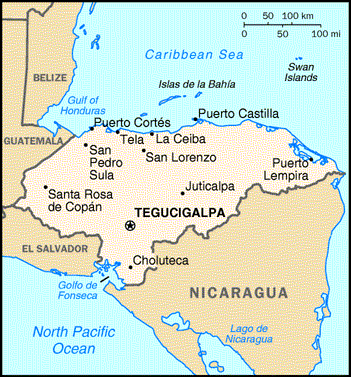 0 50 100 km
0 50 100 mi
Caribbean Sea
Swan
Islands
BELIZE
Islas de la Bahía
Gulf of
Honduras
Puerto Castilla
Puerto Cortés
Tela
La Ceiba
GUATEMALA
San
Pedro
Sula
San Lorenzo
Puerto
Lempira
Santa Rosa
de Copán
Juticalpa
TEGUCIGALPA
EL SALVADOR
Choluteca
Golfo de
Fonseca
NICARAGUA
North Pacific
Ocean
Lago de
Nicaragua